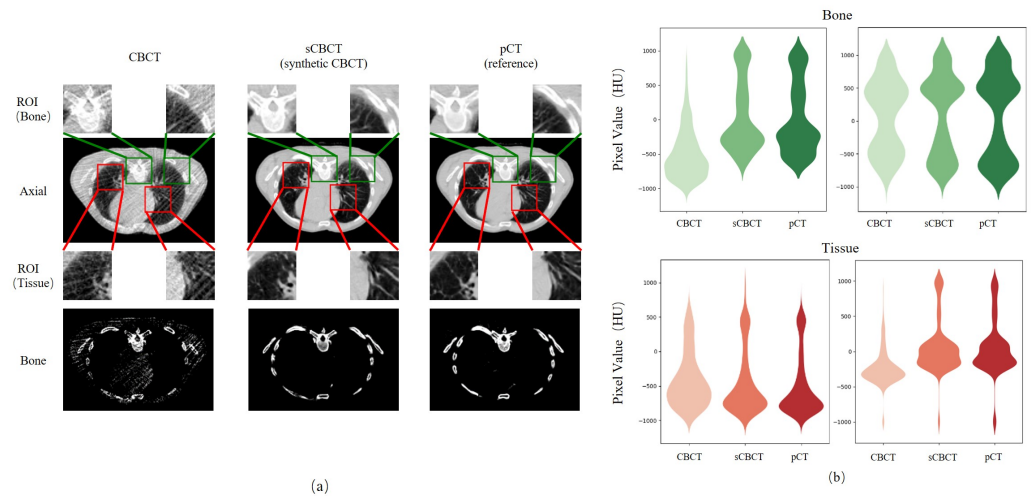 CBCT
sCBCT
(synthetic CBCT)
pCT
(reference)
ROI
(Bone)
Axial
ROI
(Tissue)
Bone
(a)
(b)
Bone
Pixel Value (HU)
1000
500
0
−500
−1000
CBCT
sCBCT
pCT
1000
500
0
−500
−1000
CBCT
sCBCT
pCT
Tissue
Pixel Value (HU)
1000
500
0
−500
−1000
CBCT
sCBCT
pCT
1000
500
0
−500
−1000
CBCT
sCBCT
pCT
(b)